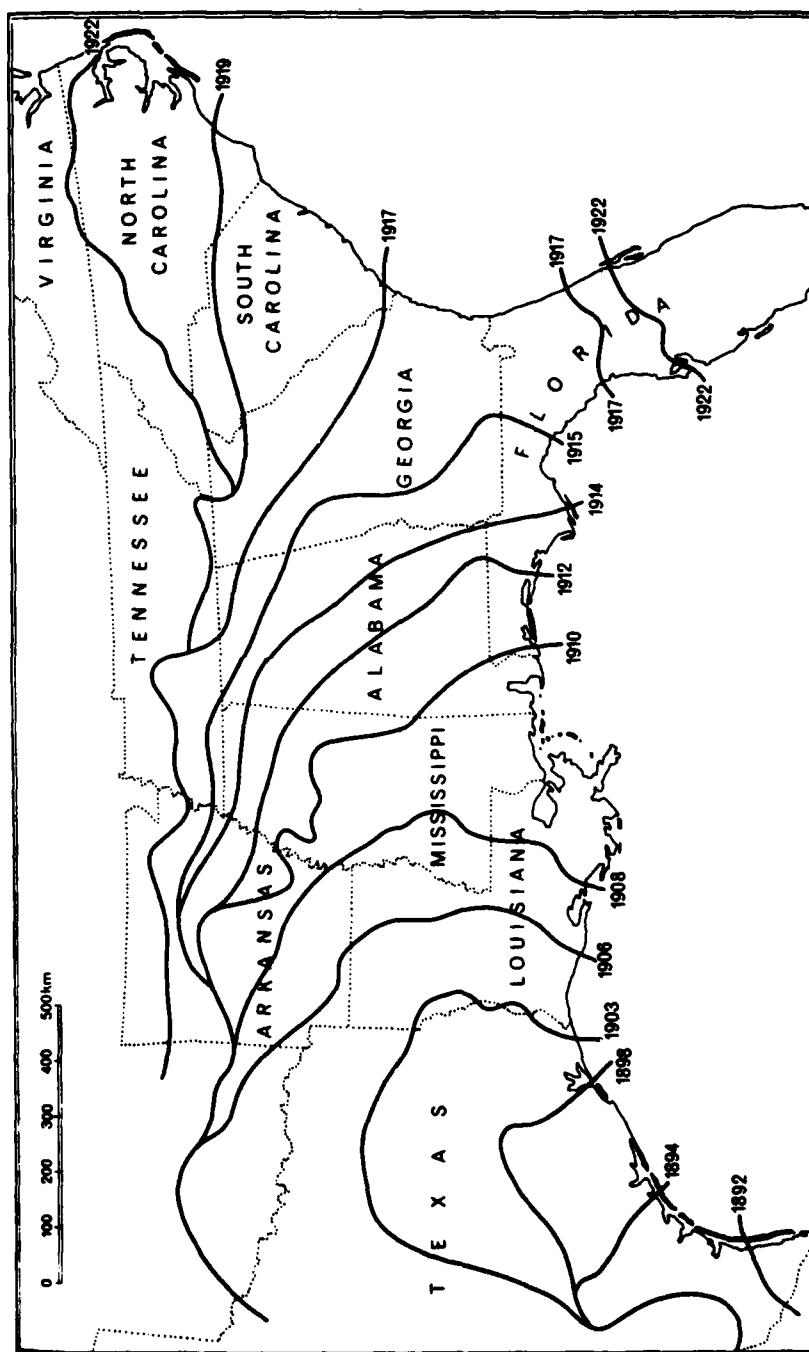 VIRGINIA
NORTH
CAROLINA
SOUTH
CAROLINA
TENNESSEE
GEORGIA
FLORIDA
ALABAMA
MISSISSIPPI
ARKANSAS
LOUISIANA
TEXAS
0 100 200 300 400 500km
1892
1894
1898
1903
1906
1908
1910
1912
1914
1915
1917
1917
1917
1919
1922
1922
1922